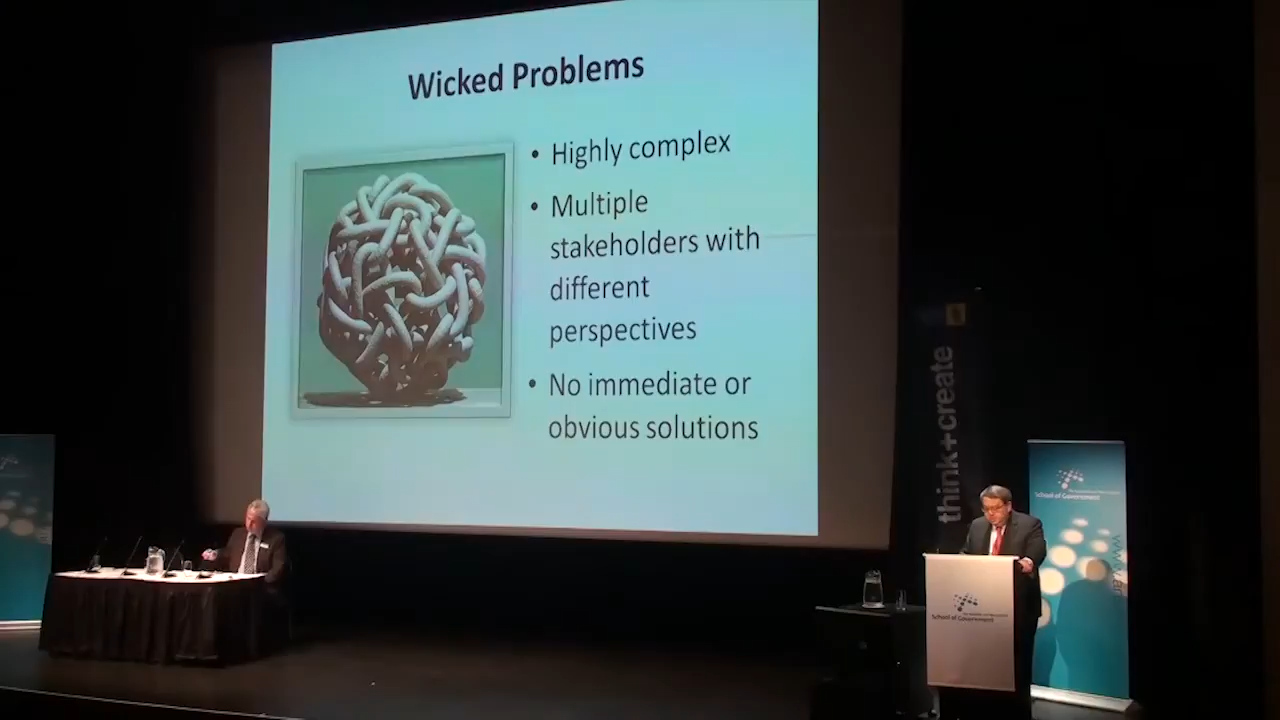 Wicked Problems
• Highly complex
• Multiple
stakeholders with
different
perspectives
• No immediate or
obvious solutions
think+create
School of Government
School of Government